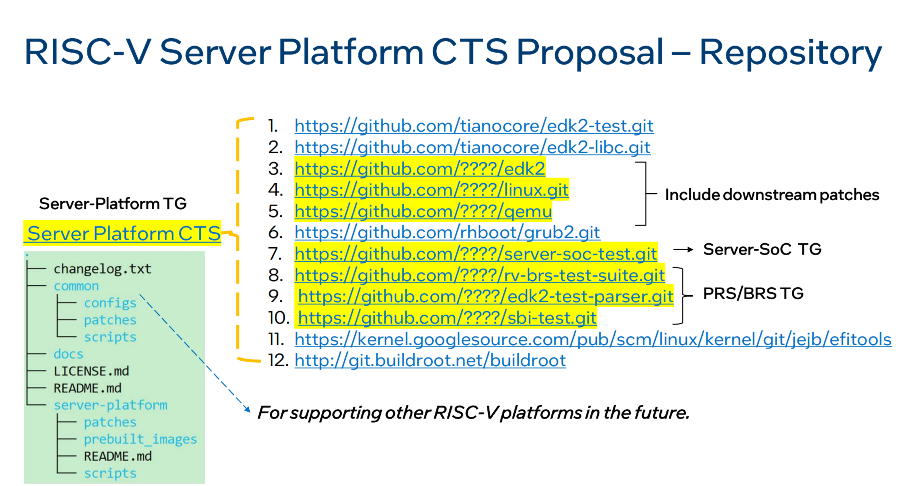 RISC-V Server Platform CTS Proposal – Repository
1. https://github.com/tianocore/edk2-test.git
2. https://github.com/tianocore/edk2-libc.git
3. https://github.com/????/edk2
4. https://github.com/????/linux.git
5. https://github.com/????/qemu
6. https://github.com/rhboot/grub2.git
7. https://github.com/????/server-soc-test.git
8. https://github.com/????/rv-brs-test-suite.git
9. https://github.com/????/edk2-test-parser.git
10. https://github.com/????/sbi-test.git
11. https://kernel.googlesource.com/pub/scm/linux/kernel/git/jejb/efitools
12. http://git.buildroot.net/buildroot
Include downstream patches
Server-SoC TG
PRS/BRS TG
Server-Platform TG
Server Platform CTS
.
changelog.txt
common
configs
patches
scripts
docs
LICENSE.md
README.md
server-platform
patches
prebuilt_images
README.md
scripts
For supporting other RISC-V platforms in the future.